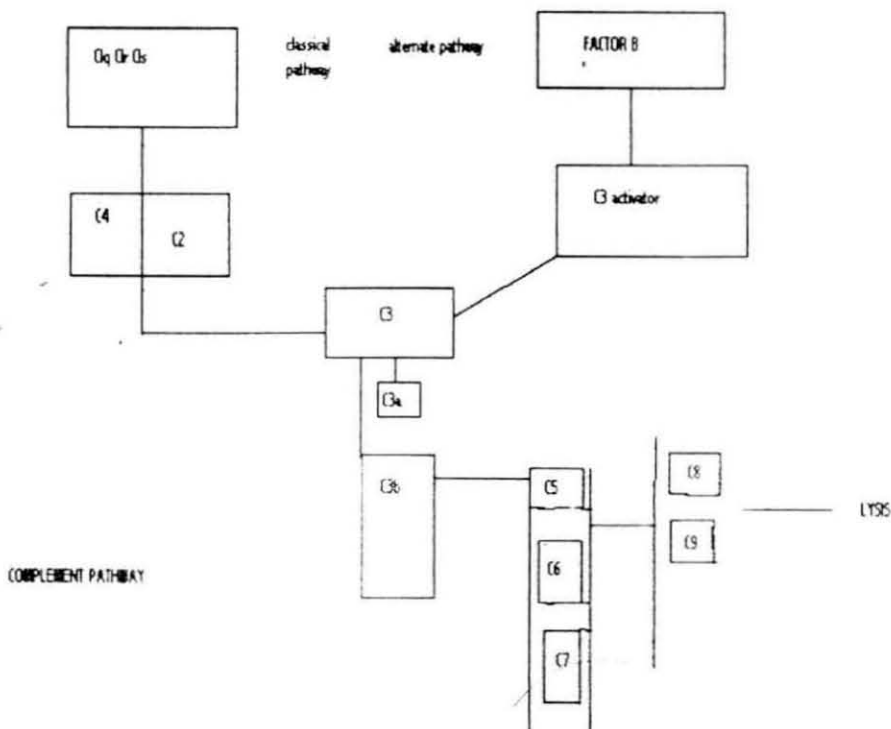 C1q C1r C1s
classical
pathway
alternate pathway
FACTOR B
C3 activator
C4
C2
C3
C3a
C3b
C5
C6
C7
C8
C9
LYSIS
COMPLEMENT PATHWAY